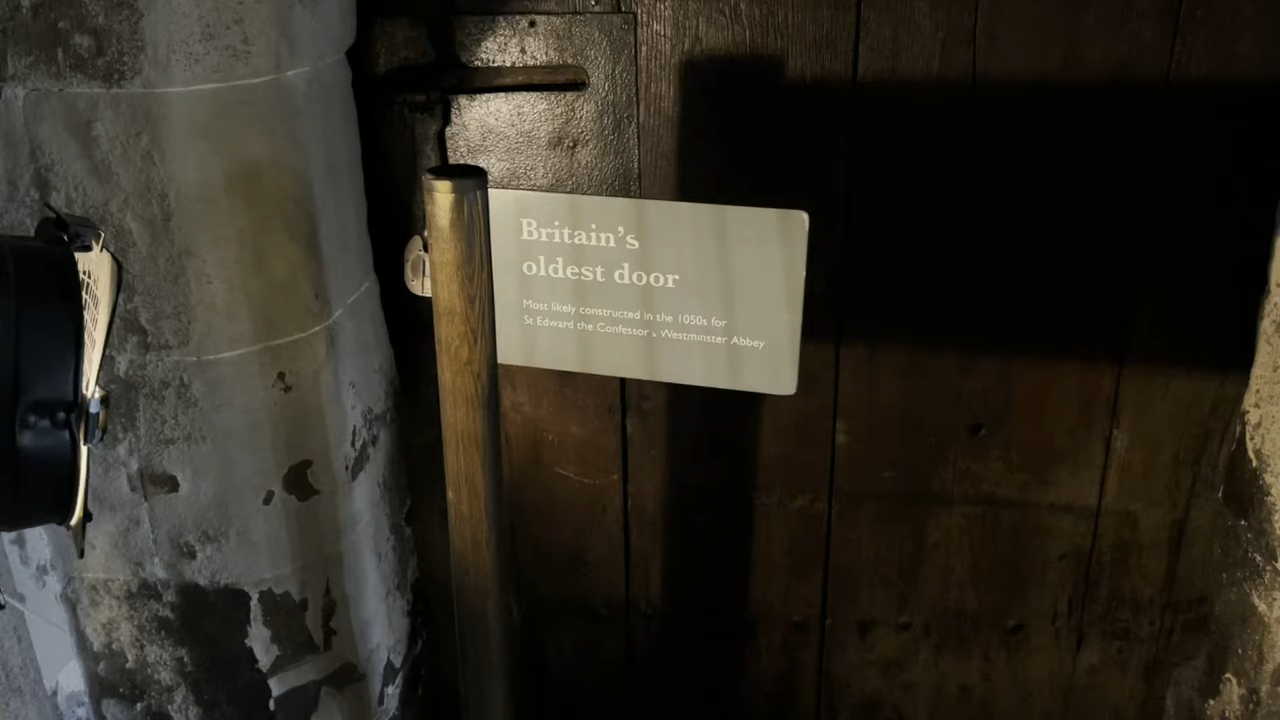 Britain’s
oldest door
Most likely constructed in the 1050s for
St Edward the Confessor’s Westminster Abbey